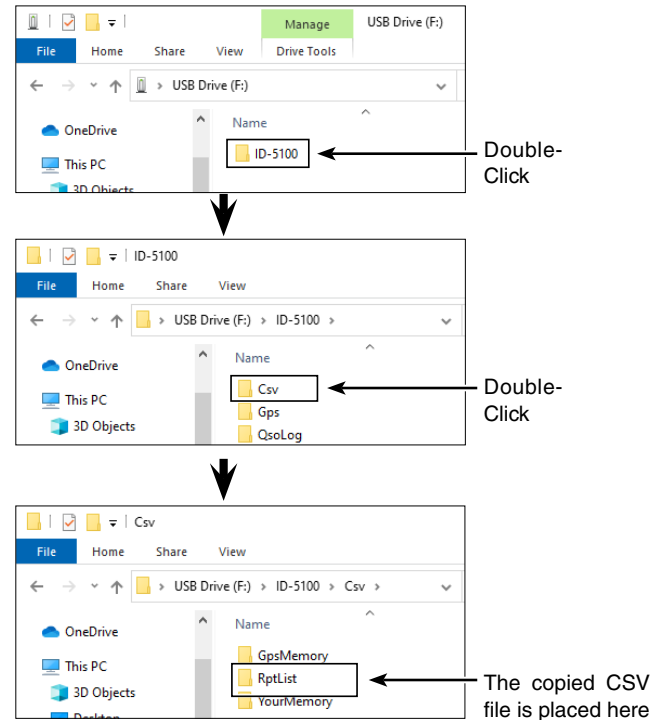 Manage USB Drive (F:)
File Home Share View Drive Tools
USB Drive (F:)
Name
OneDrive
ID-5100
This PC
3D Objects
Double-
Click
ID-5100
File Home Share View
USB Drive (F:) > ID-5100 >
Name
OneDrive
Csv
This PC
Gps
3D Objects
QsoLog
Double-
Click
Csv
File Home Share View
USB Drive (F:) > ID-5100 > Csv >
Name
OneDrive
GpsMemory
This PC
RptList
3D Objects
YourMemory
Desktop
The copied CSV
file is placed here